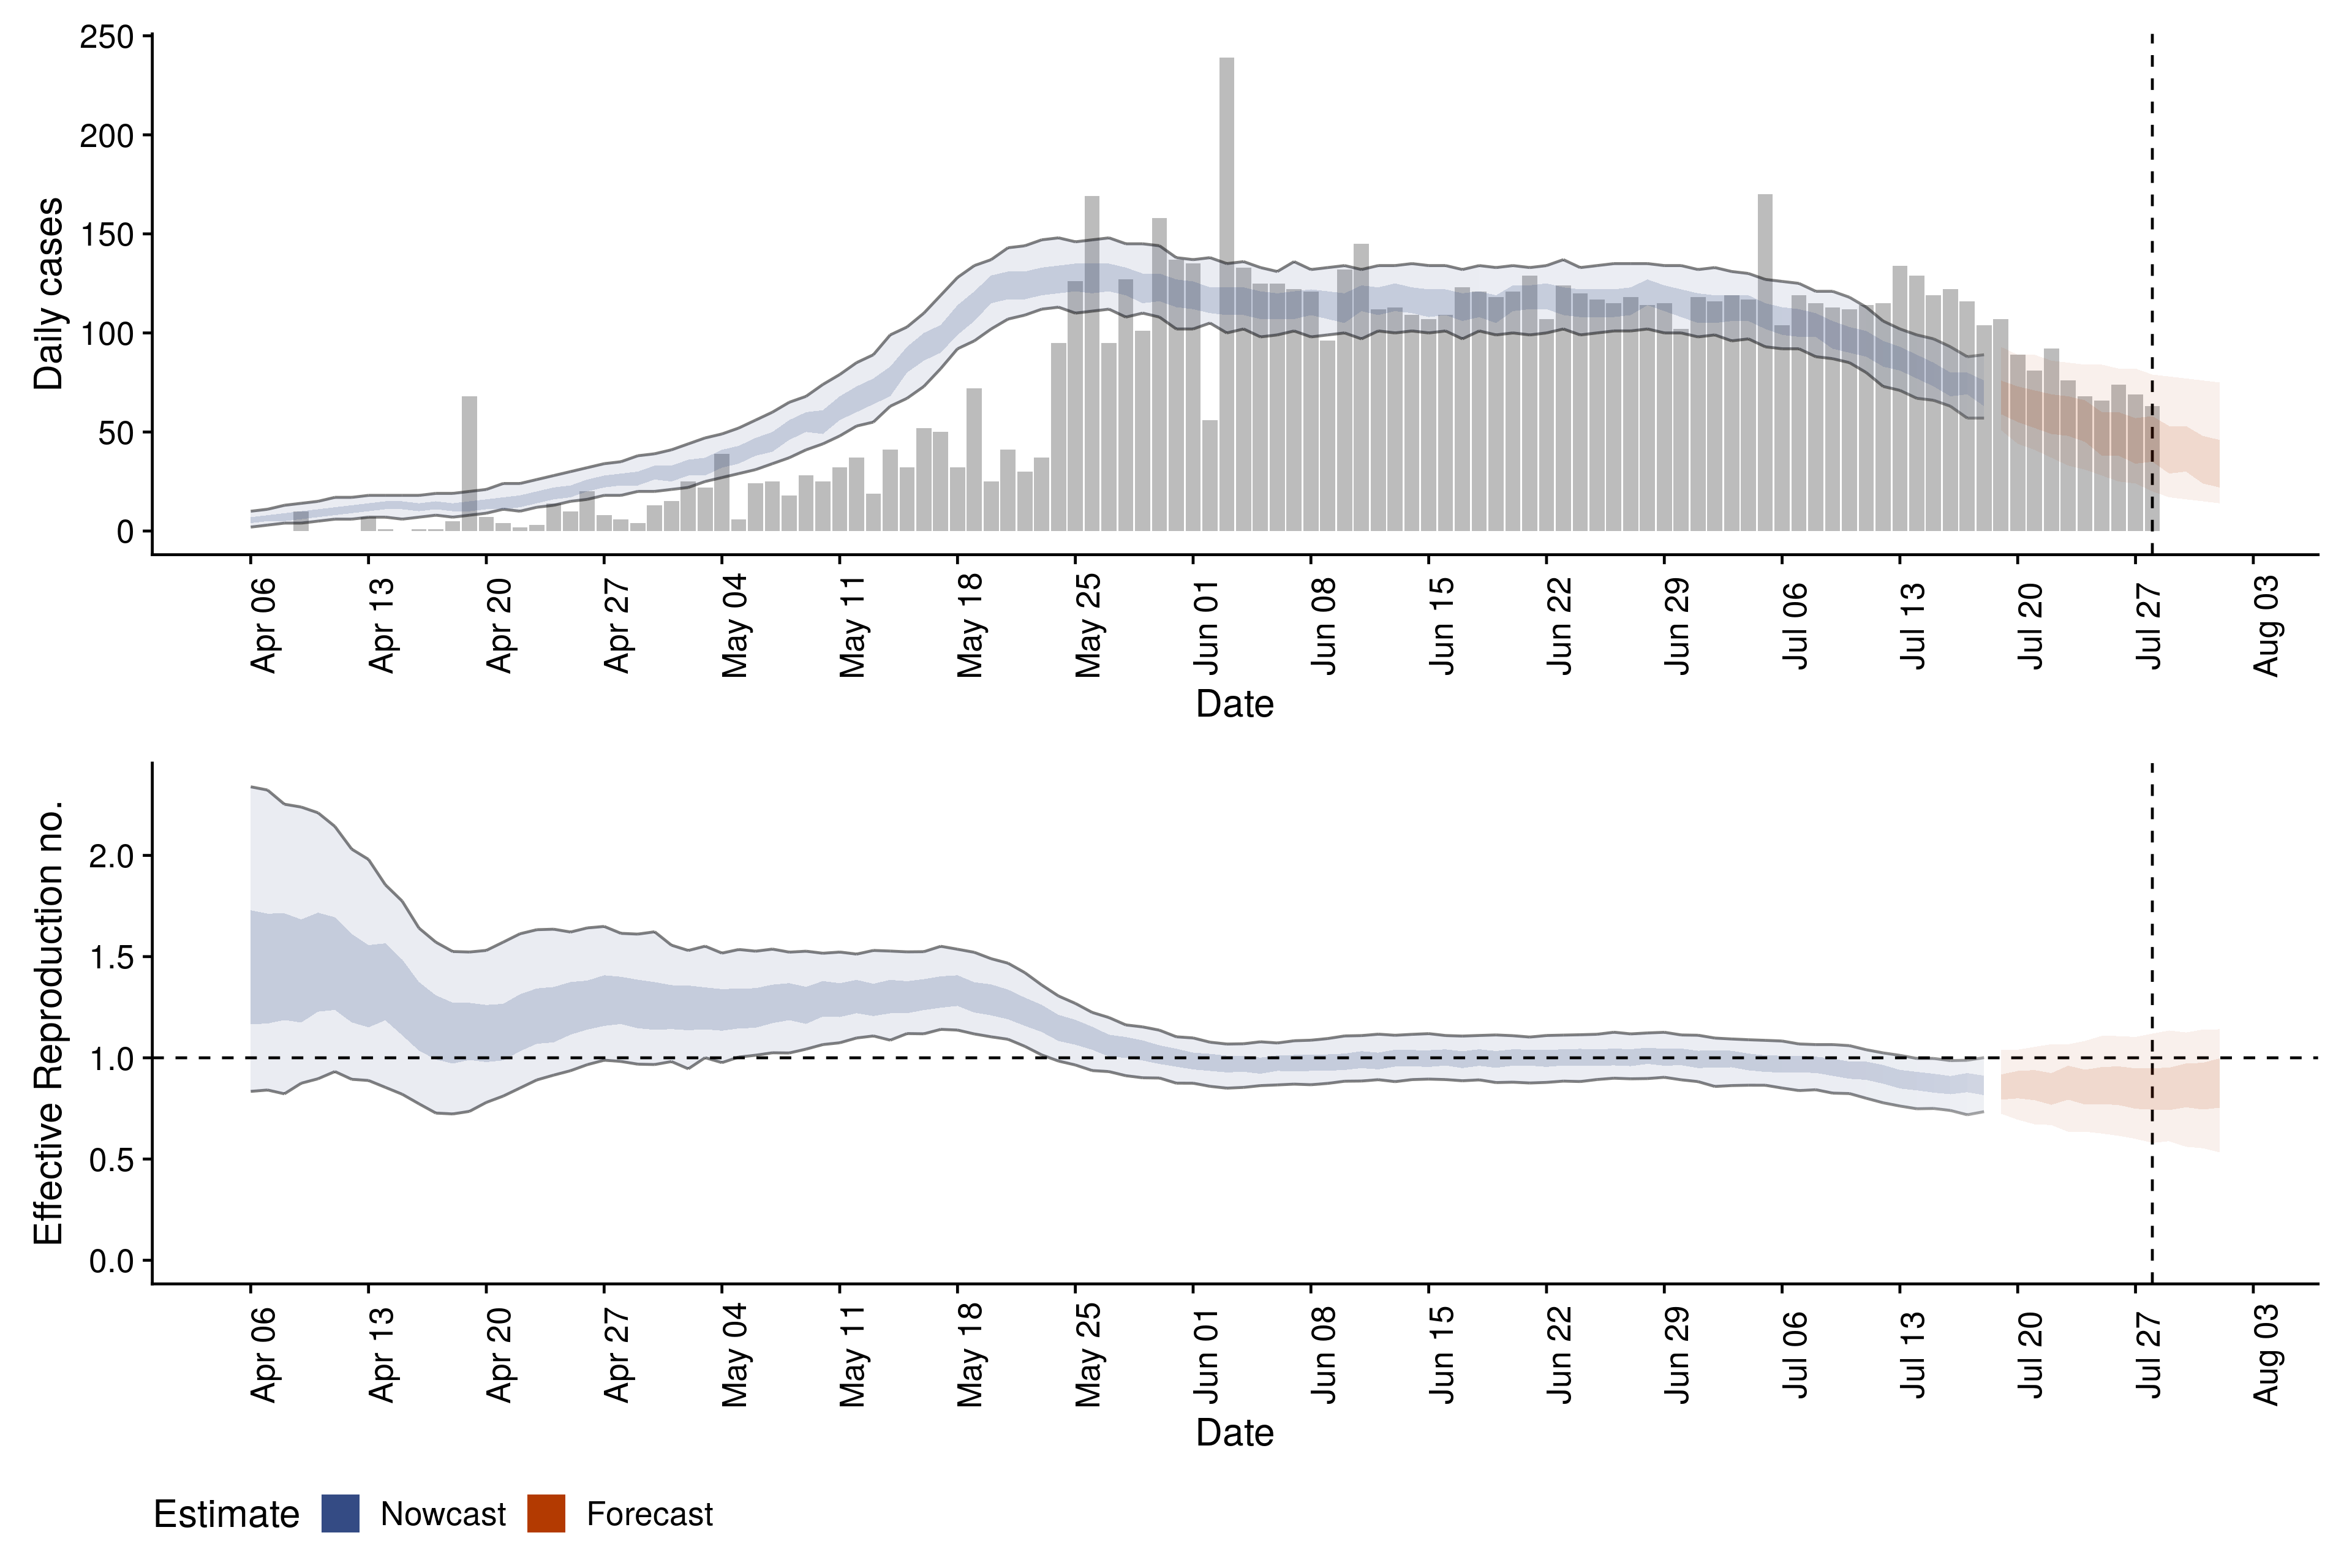 Daily cases
250
200
150
100
50
0
Apr 06
Apr 13
Apr 20
Apr 27
May 04
May 11
May 18
May 25
Jun 01
Jun 08
Jun 15
Jun 22
Jun 29
Jul 06
Jul 13
Jul 20
Jul 27
Aug 03
Date
Effective Reproduction no.
2.0
1.5
1.0
0.5
0.0
Apr 06
Apr 13
Apr 20
Apr 27
May 04
May 11
May 18
May 25
Jun 01
Jun 08
Jun 15
Jun 22
Jun 29
Jul 06
Jul 13
Jul 20
Jul 27
Aug 03
Date
Estimate Nowcast Forecast